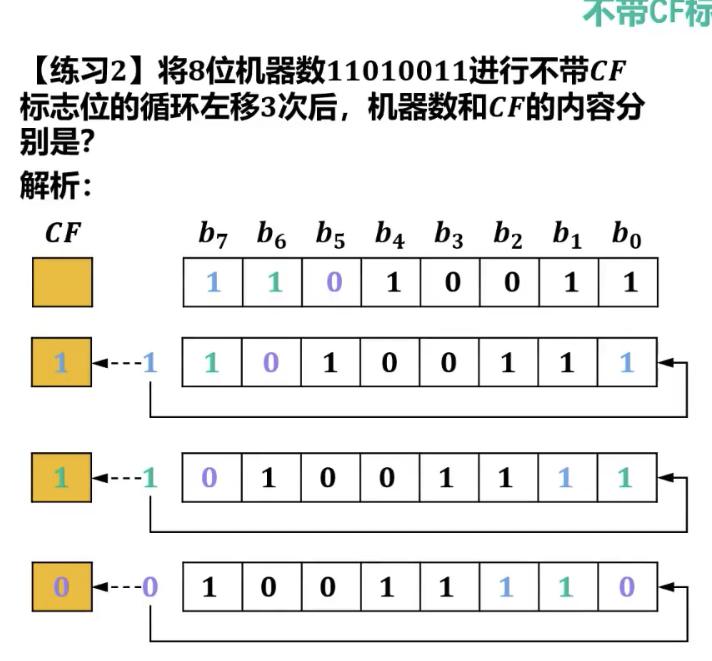 不带CF标
【练习2】将8位机器数11010011进行不带CF
标志位的循环左移3次后，机器数和CF的内容分
别是？
解析：
CF b7 b6 b5 b4 b3 b2 b1 b0
1 1 0 1 0 0 1 1
1 1 1 0 1 0 0 1 1 1
1 1 0 1 0 0 1 1 1 1
0 0 1 0 0 1 1 1 1 0